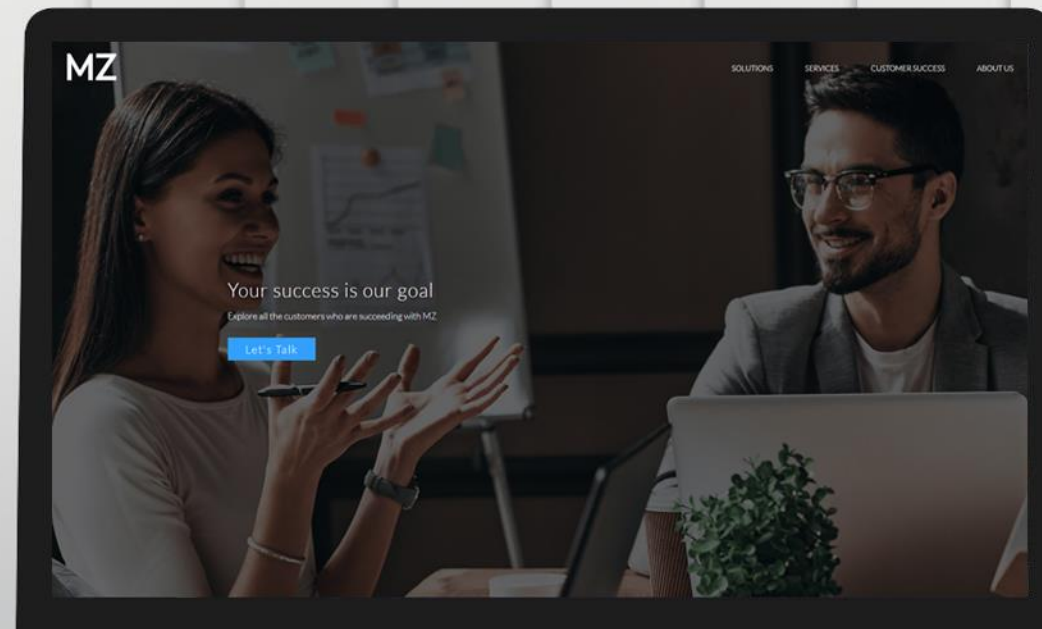 MZ
SOLUTIONS SERVICES CUSTOMER SUCCESS ABOUT US
Your success is our goal
Explore all the customers who are succeeding with MZ
Let's Talk